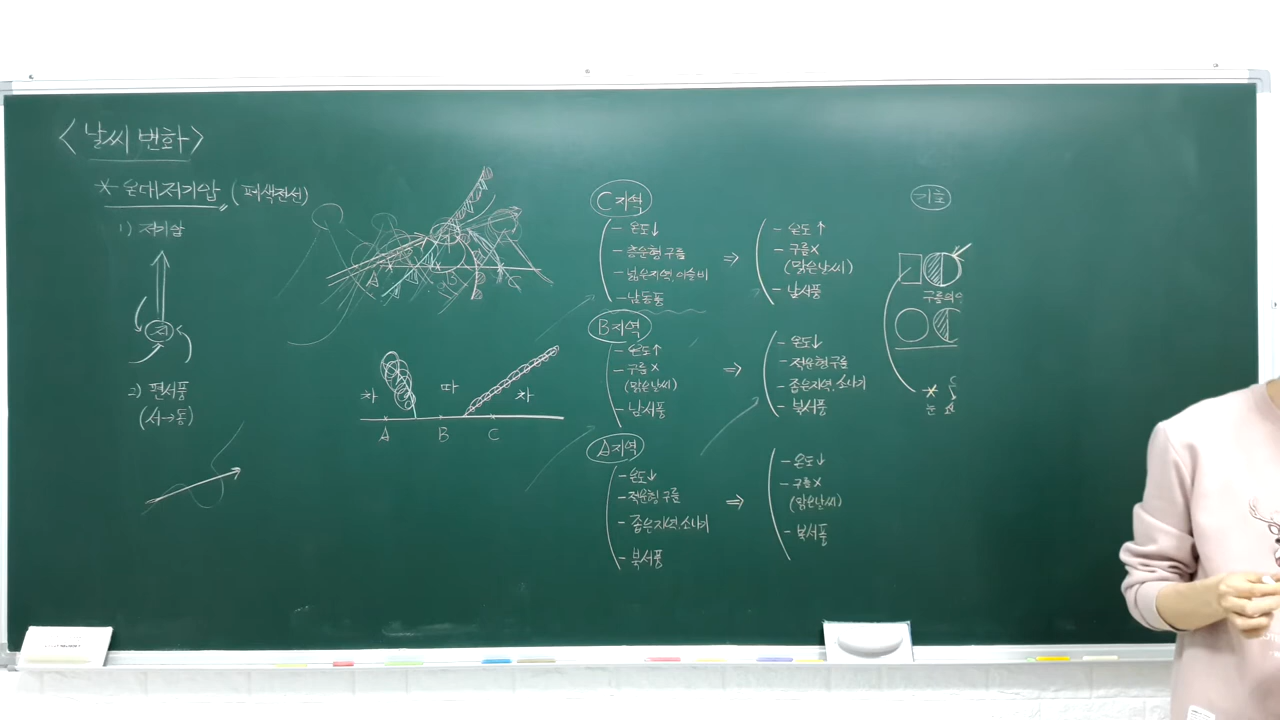 <날씨 변화>
* 온대저기압 (폐색전선)
1) 저기압
저
2) 편서풍
(서→동)
A B C
차 따 차
A B C
C지역
- 온도↓
- 층운형 구름
- 넓은지역, 이슬비
- 남동풍
⇒
- 온도↑
- 구름×
(맑은날씨)
- 남서풍
B지역
- 온도↑
- 구름×
(맑은날씨)
- 남서풍
⇒
- 온도↓
- 적운형구름
- 좁은지역, 소나기
- 북서풍
A지역
- 온도↓
- 적운형 구름
- 좁은지역, 소나기
- 북서풍
⇒
- 온도↓
- 구름×
(맑은날씨)
- 북서풍
기호
구름의
눈